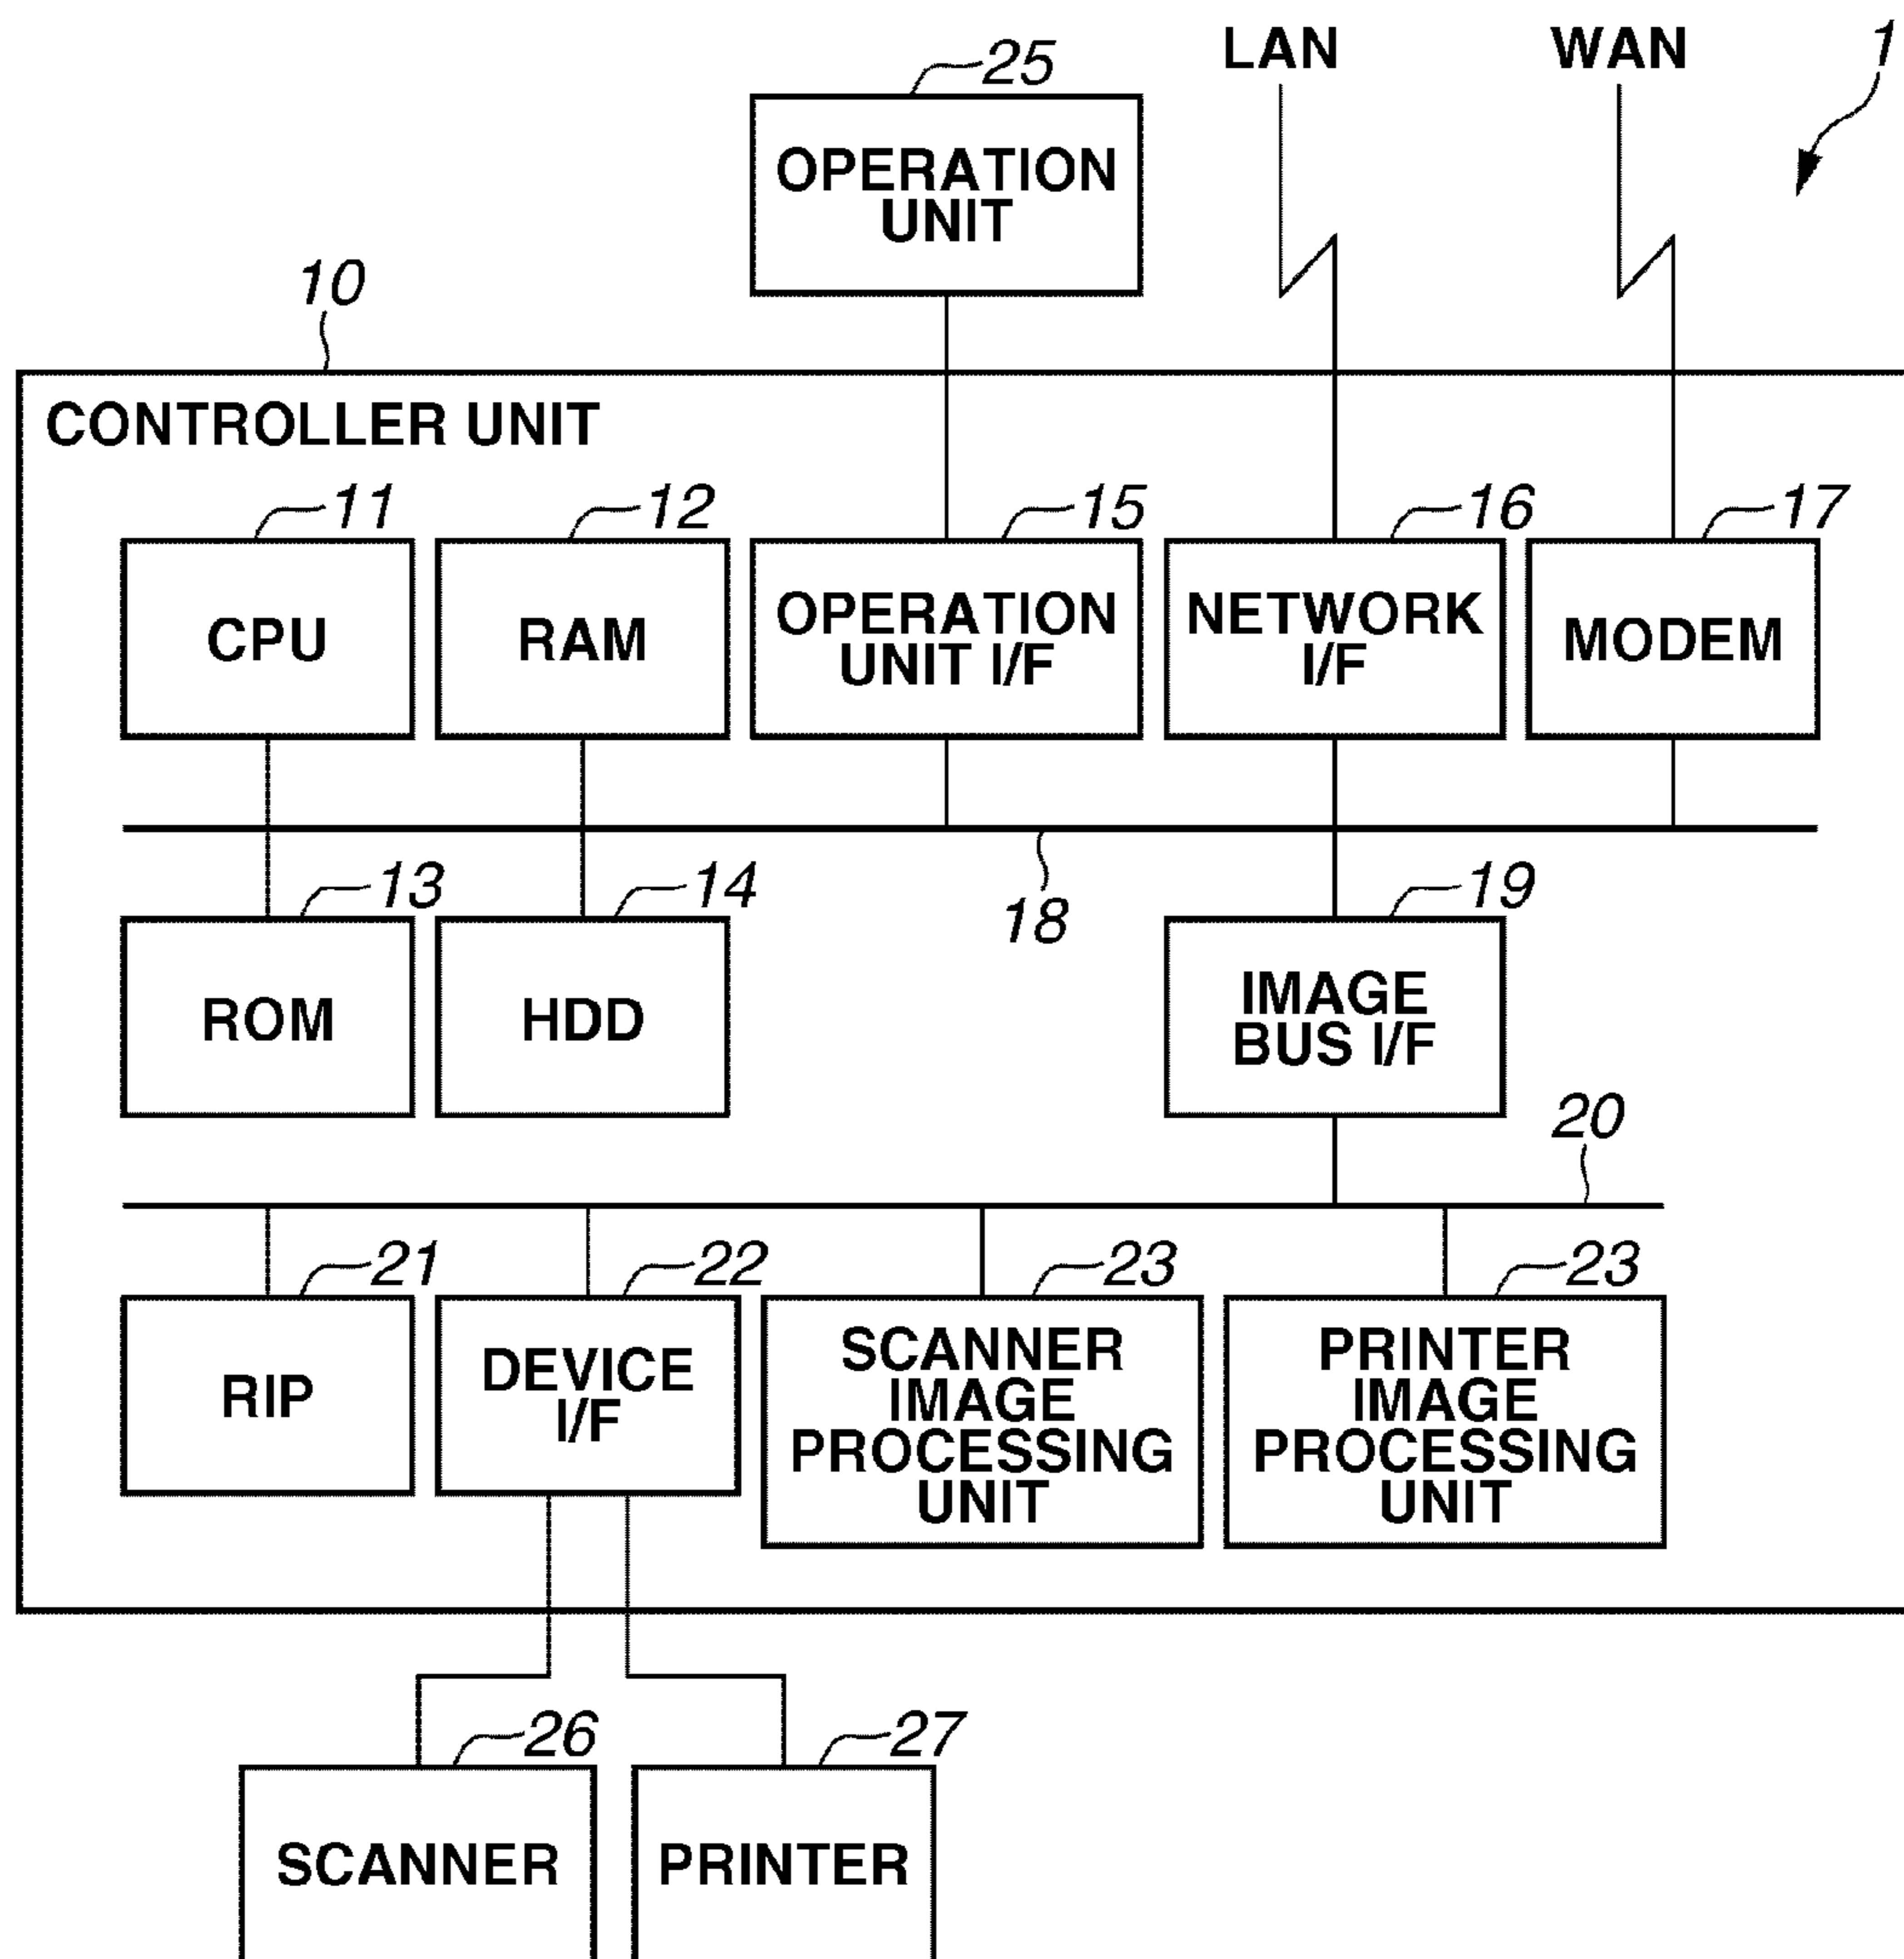 25
LAN
WAN
1
OPERATION
UNIT
10
CONTROLLER UNIT
11
12
15
16
17
CPU
RAM
OPERATION
UNIT I/F
NETWORK
I/F
MODEM
13
14
18
19
ROM
HDD
IMAGE
BUS I/F
20
21
22
23
23
RIP
DEVICE
I/F
SCANNER
IMAGE
PROCESSING
UNIT
PRINTER
IMAGE
PROCESSING
UNIT
26
27
SCANNER
PRINTER